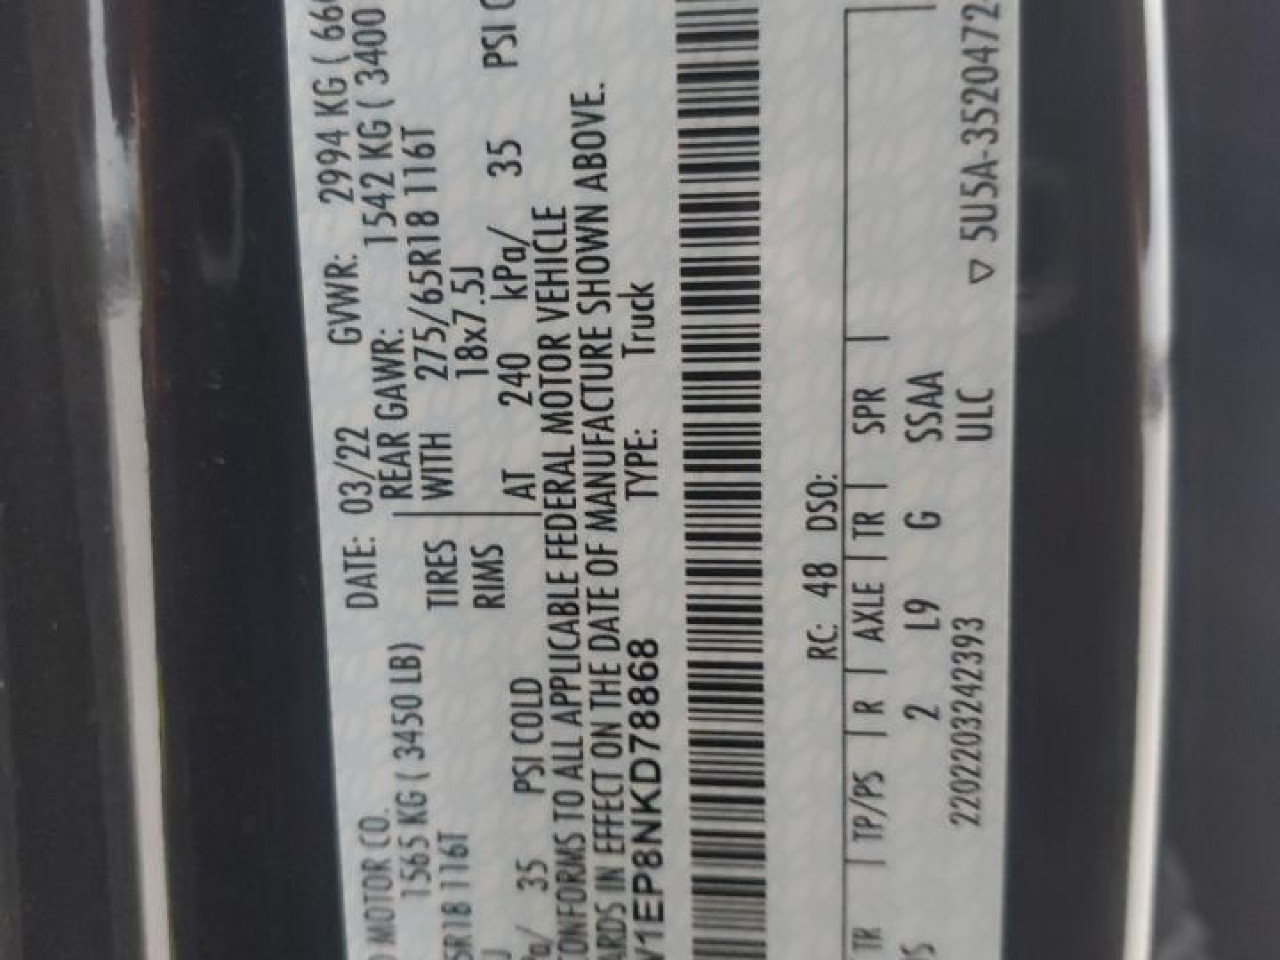 MOTOR CO. DATE: 03/22 GVWR: 2994 KG ( 66
1565 KG ( 3450 LB) REAR GAWR: 1542 KG ( 3400
5R18 116T TIRES WITH 275/65R18 116T
J RIMS 18x7.5J
Pa/ 35 PSI COLD AT 240 kPa/ 35 PSI C
CONFORMS TO ALL APPLICABLE FEDERAL MOTOR VEHICLE
ARDS IN EFFECT ON THE DATE OF MANUFACTURE SHOWN ABOVE.
1EP8NKD78868 TYPE: Truck
RC: 48 DSO:
TR | TP/PS | R | AXLE | TR | SPR |
S 2 L9 G SSAA
2202203242393 ULC ▽ 5U5A-3520472-